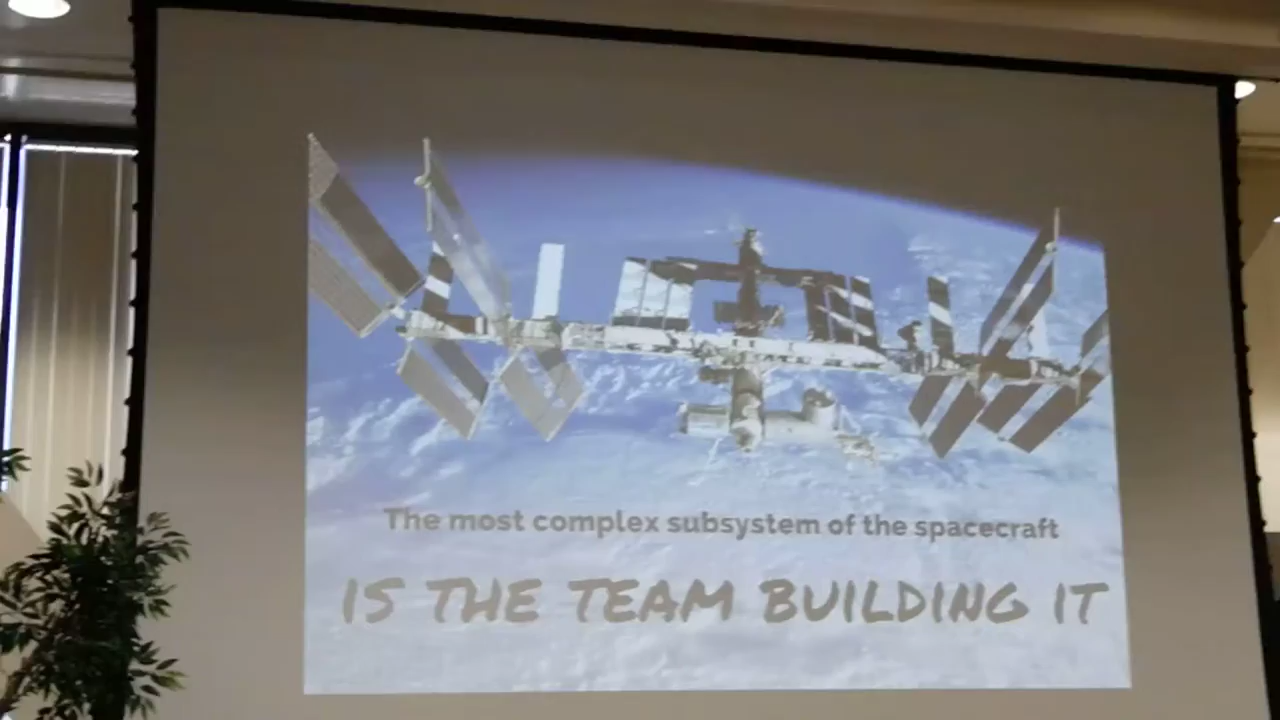 The most complex subsystem of the spacecraft
IS THE TEAM BUILDING IT